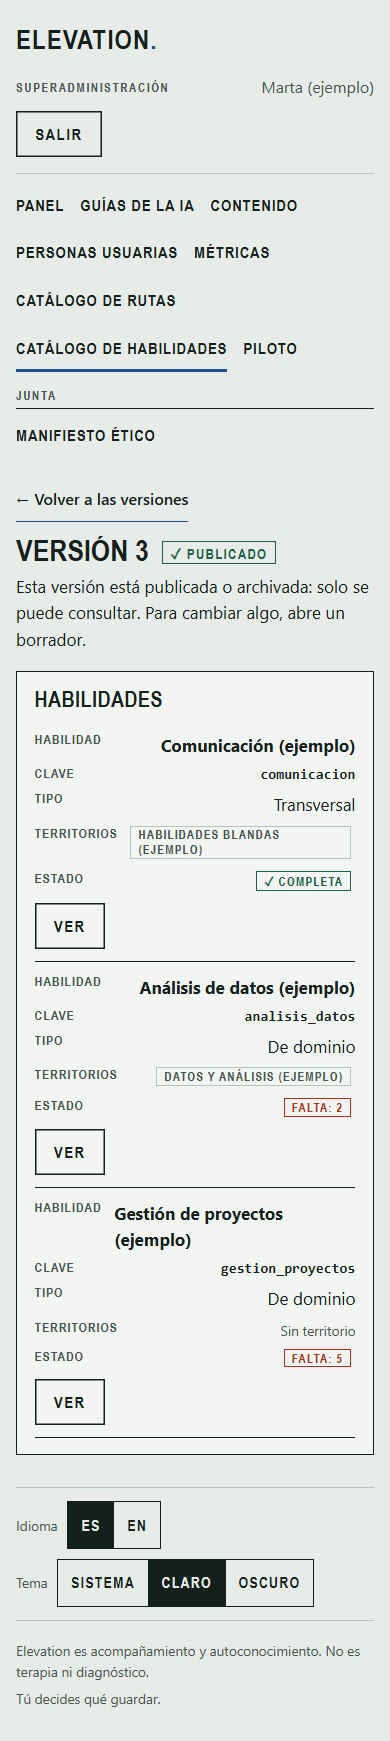 ELEVATION.
SUPERADMINISTRACIÓN Marta (ejemplo)
SALIR
PANEL GUÍAS DE LA IA CONTENIDO
PERSONAS USUARIAS MÉTRICAS
CATÁLOGO DE RUTAS
CATÁLOGO DE HABILIDADES PILOTO
JUNTA
MANIFIESTO ÉTICO
← Volver a las versiones
VERSIÓN 3 ✓ PUBLICADO
Esta versión está publicada o archivada: solo se
puede consultar. Para cambiar algo, abre un
borrador.
HABILIDADES
HABILIDAD Comunicación (ejemplo)
CLAVE comunicacion
TIPO Transversal
TERRITORIOS HABILIDADES BLANDAS
(EJEMPLO)
ESTADO ✓ COMPLETA
VER
HABILIDAD Análisis de datos (ejemplo)
CLAVE analisis_datos
TIPO De dominio
TERRITORIOS DATOS Y ANÁLISIS (EJEMPLO)
ESTADO FALTA: 2
VER
HABILIDAD Gestión de proyectos
(ejemplo)
CLAVE gestion_proyectos
TIPO De dominio
TERRITORIOS Sin territorio
ESTADO FALTA: 5
VER
Idioma ES EN
Tema SISTEMA CLARO OSCURO
Elevation es acompañamiento y autoconocimiento. No es
terapia ni diagnóstico.
Tú decides qué guardar.